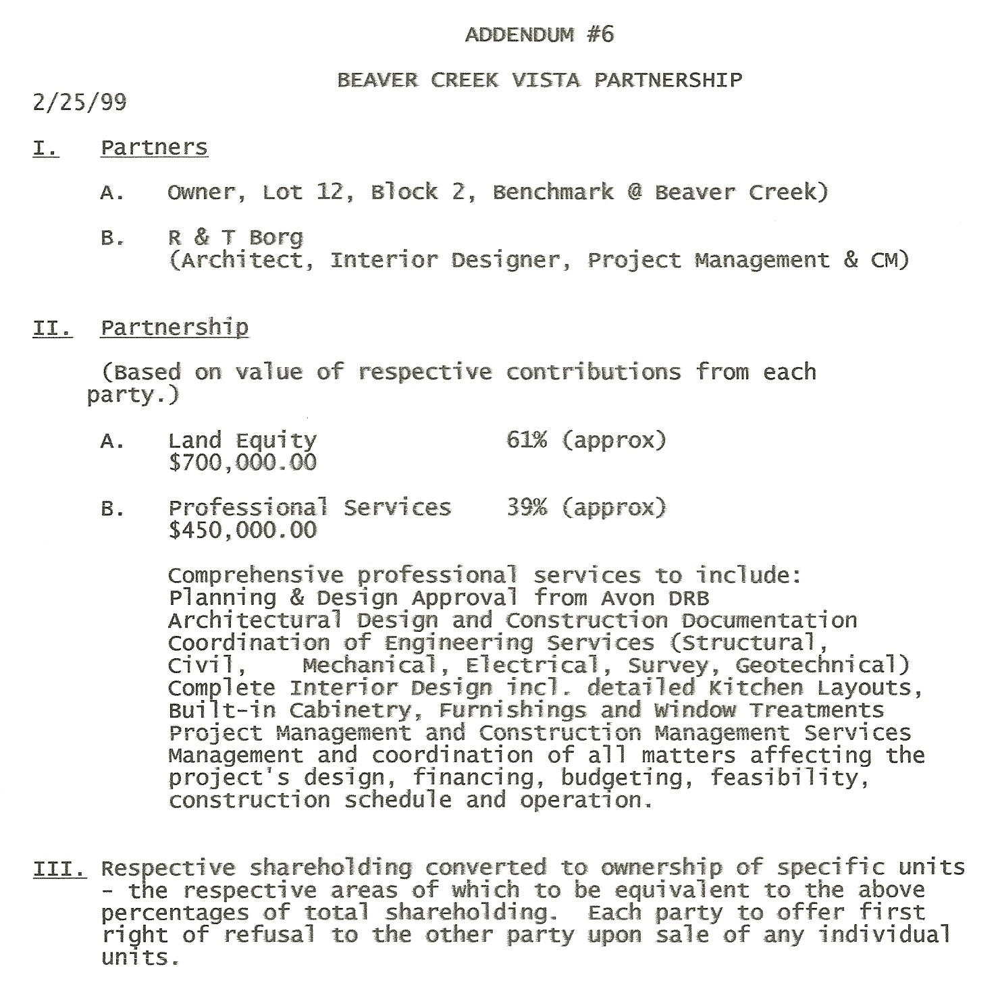 ADDENDUM #6
BEAVER CREEK VISTA PARTNERSHIP
2/25/99
I. Partners
A. Owner, Lot 12, Block 2, Benchmark @ Beaver Creek)
B. R & T Borg
(Architect, Interior Designer, Project Management & CM)
II. Partnership
(Based on value of respective contributions from each
party.)
A. Land Equity 61% (approx)
$700,000.00
B. Professional Services 39% (approx)
$450,000.00
Comprehensive professional services to include:
Planning & Design Approval from Avon DRB
Architectural Design and Construction Documentation
Coordination of Engineering Services (Structural,
Civil, Mechanical, Electrical, Survey, Geotechnical)
Complete Interior Design incl. detailed Kitchen Layouts,
Built-in Cabinetry, Furnishings and Window Treatments
Project Management and Construction Management Services
Management and coordination of all matters affecting the
project's design, financing, budgeting, feasibility,
construction schedule and operation.
III. Respective shareholding converted to ownership of specific units
- the respective areas of which to be equivalent to the above
percentages of total shareholding. Each party to offer first
right of refusal to the other party upon sale of any individual
units.